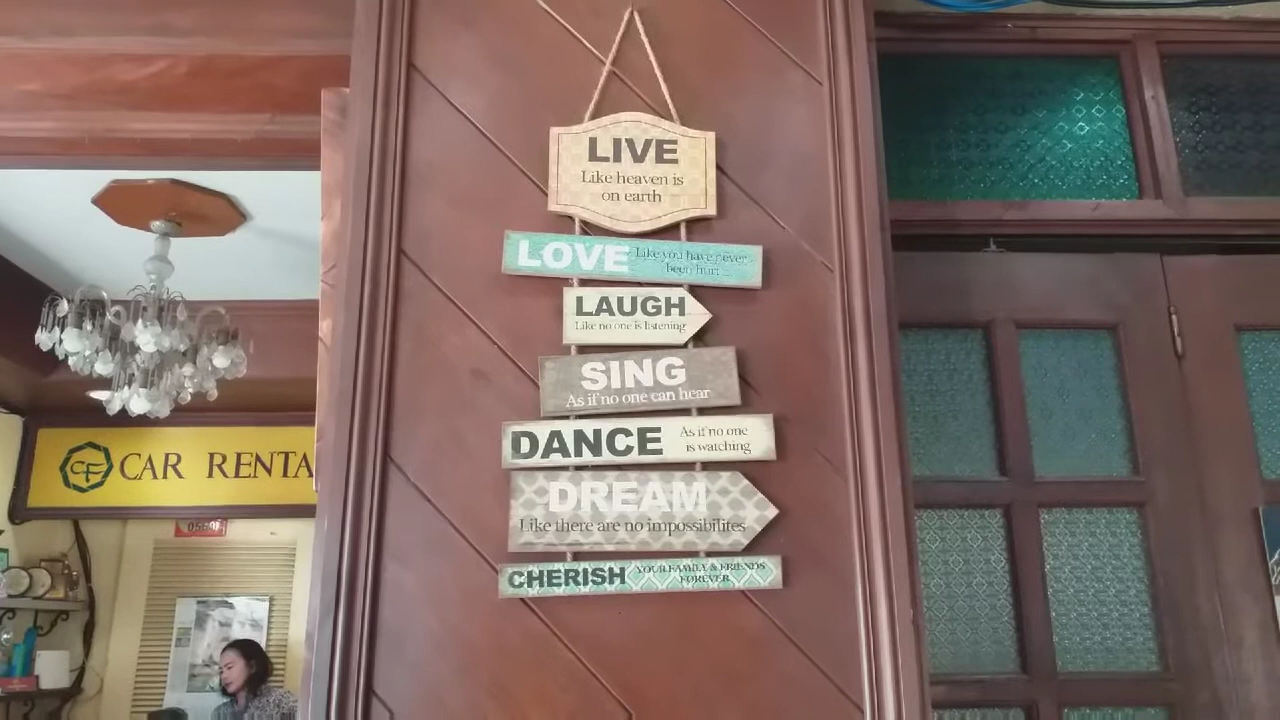 LIVE
Like heaven is
on earth
LOVE
Like you have never
been hurt
LAUGH
Like no one is listening
SING
As if no one can hear
DANCE
As if no one
is watching
DREAM
Like there are no impossibilites
CHERISH
YOUR FAMILY & FRIENDS
FOREVER
CF CAR RENTA